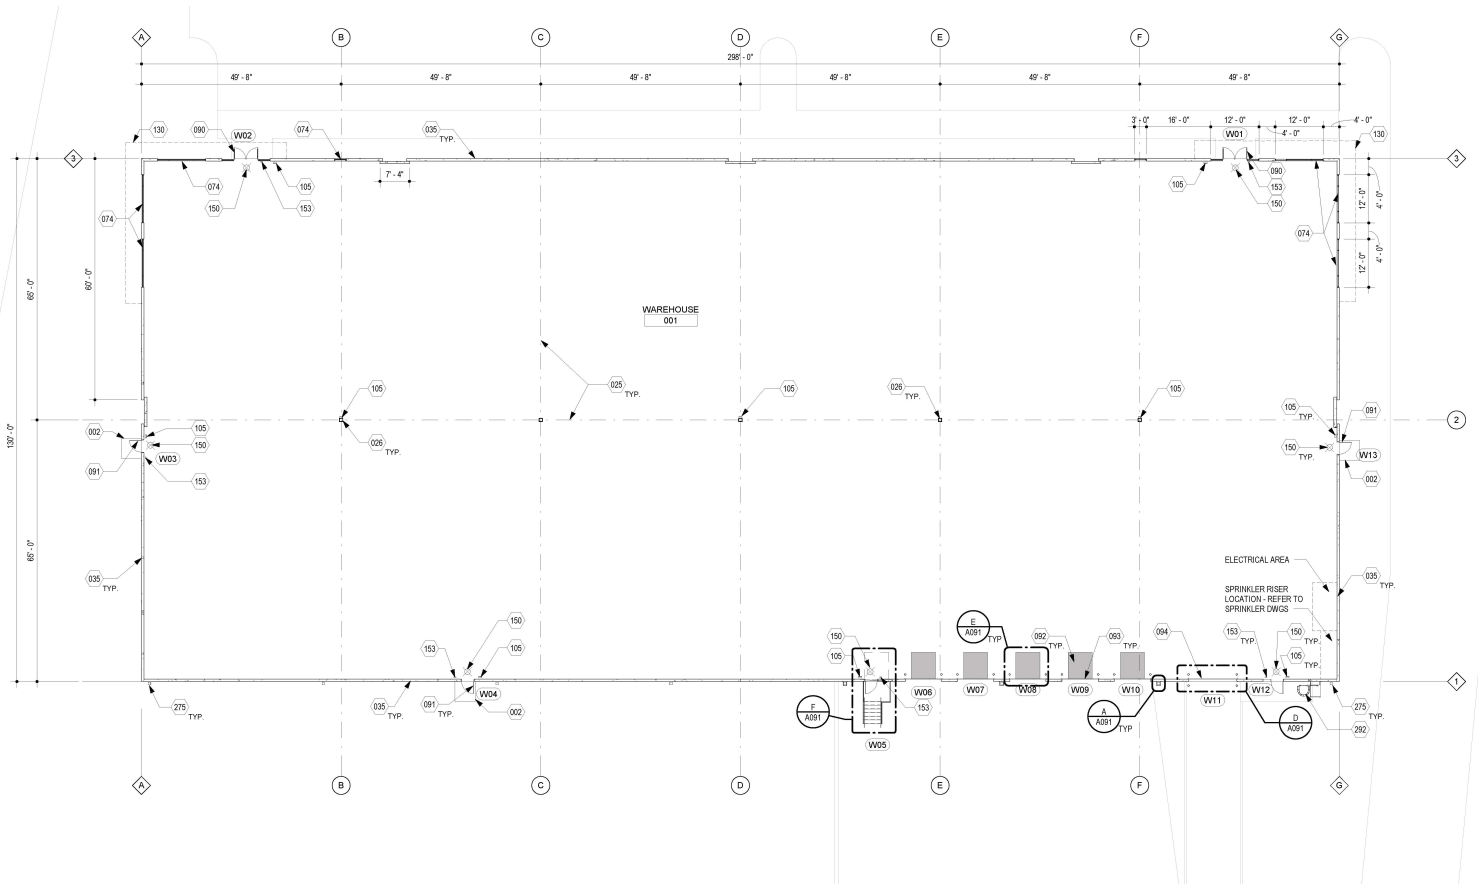 A B C D E F G
298' - 0"
49' - 8" 49' - 8" 49' - 8" 49' - 8" 49' - 8" 49' - 8"
3' - 0" 16' - 0" 12' - 0" 12' - 0" 4' - 0"
4' - 0"
130 090 W02 074 035 W01 130
TYP.
3 3
074 105 7' - 4" 105 090
153
150 153 150
074 074
12' - 0" 4' - 0"
12' - 0" 4' - 0"
65' - 0" 60' - 0"
WAREHOUSE
001
105 025 105 026 105
TYP. TYP.
130' - 0"
2
002 105 105 091
TYP.
150 026 150
TYP. TYP.
W03 W13
091 153 002
65' - 0"
ELECTRICAL AREA
035 035
TYP. TYP.
SPRINKLER RISER
LOCATION - REFER TO
SPRINKLER DWGS
150 E
A091 TYP
153 105 150 105 092 093 094 153 150 105
TYP. TYP. TYP. TYP. TYP.
1
W04 W06 W07 W08 W09 W10 W11 W12
275 035 091 002 153 275
TYP. TYP. TYP. TYP.
F
A091
A
A091 TYP
D
A091
292
W05
A B C D E F G